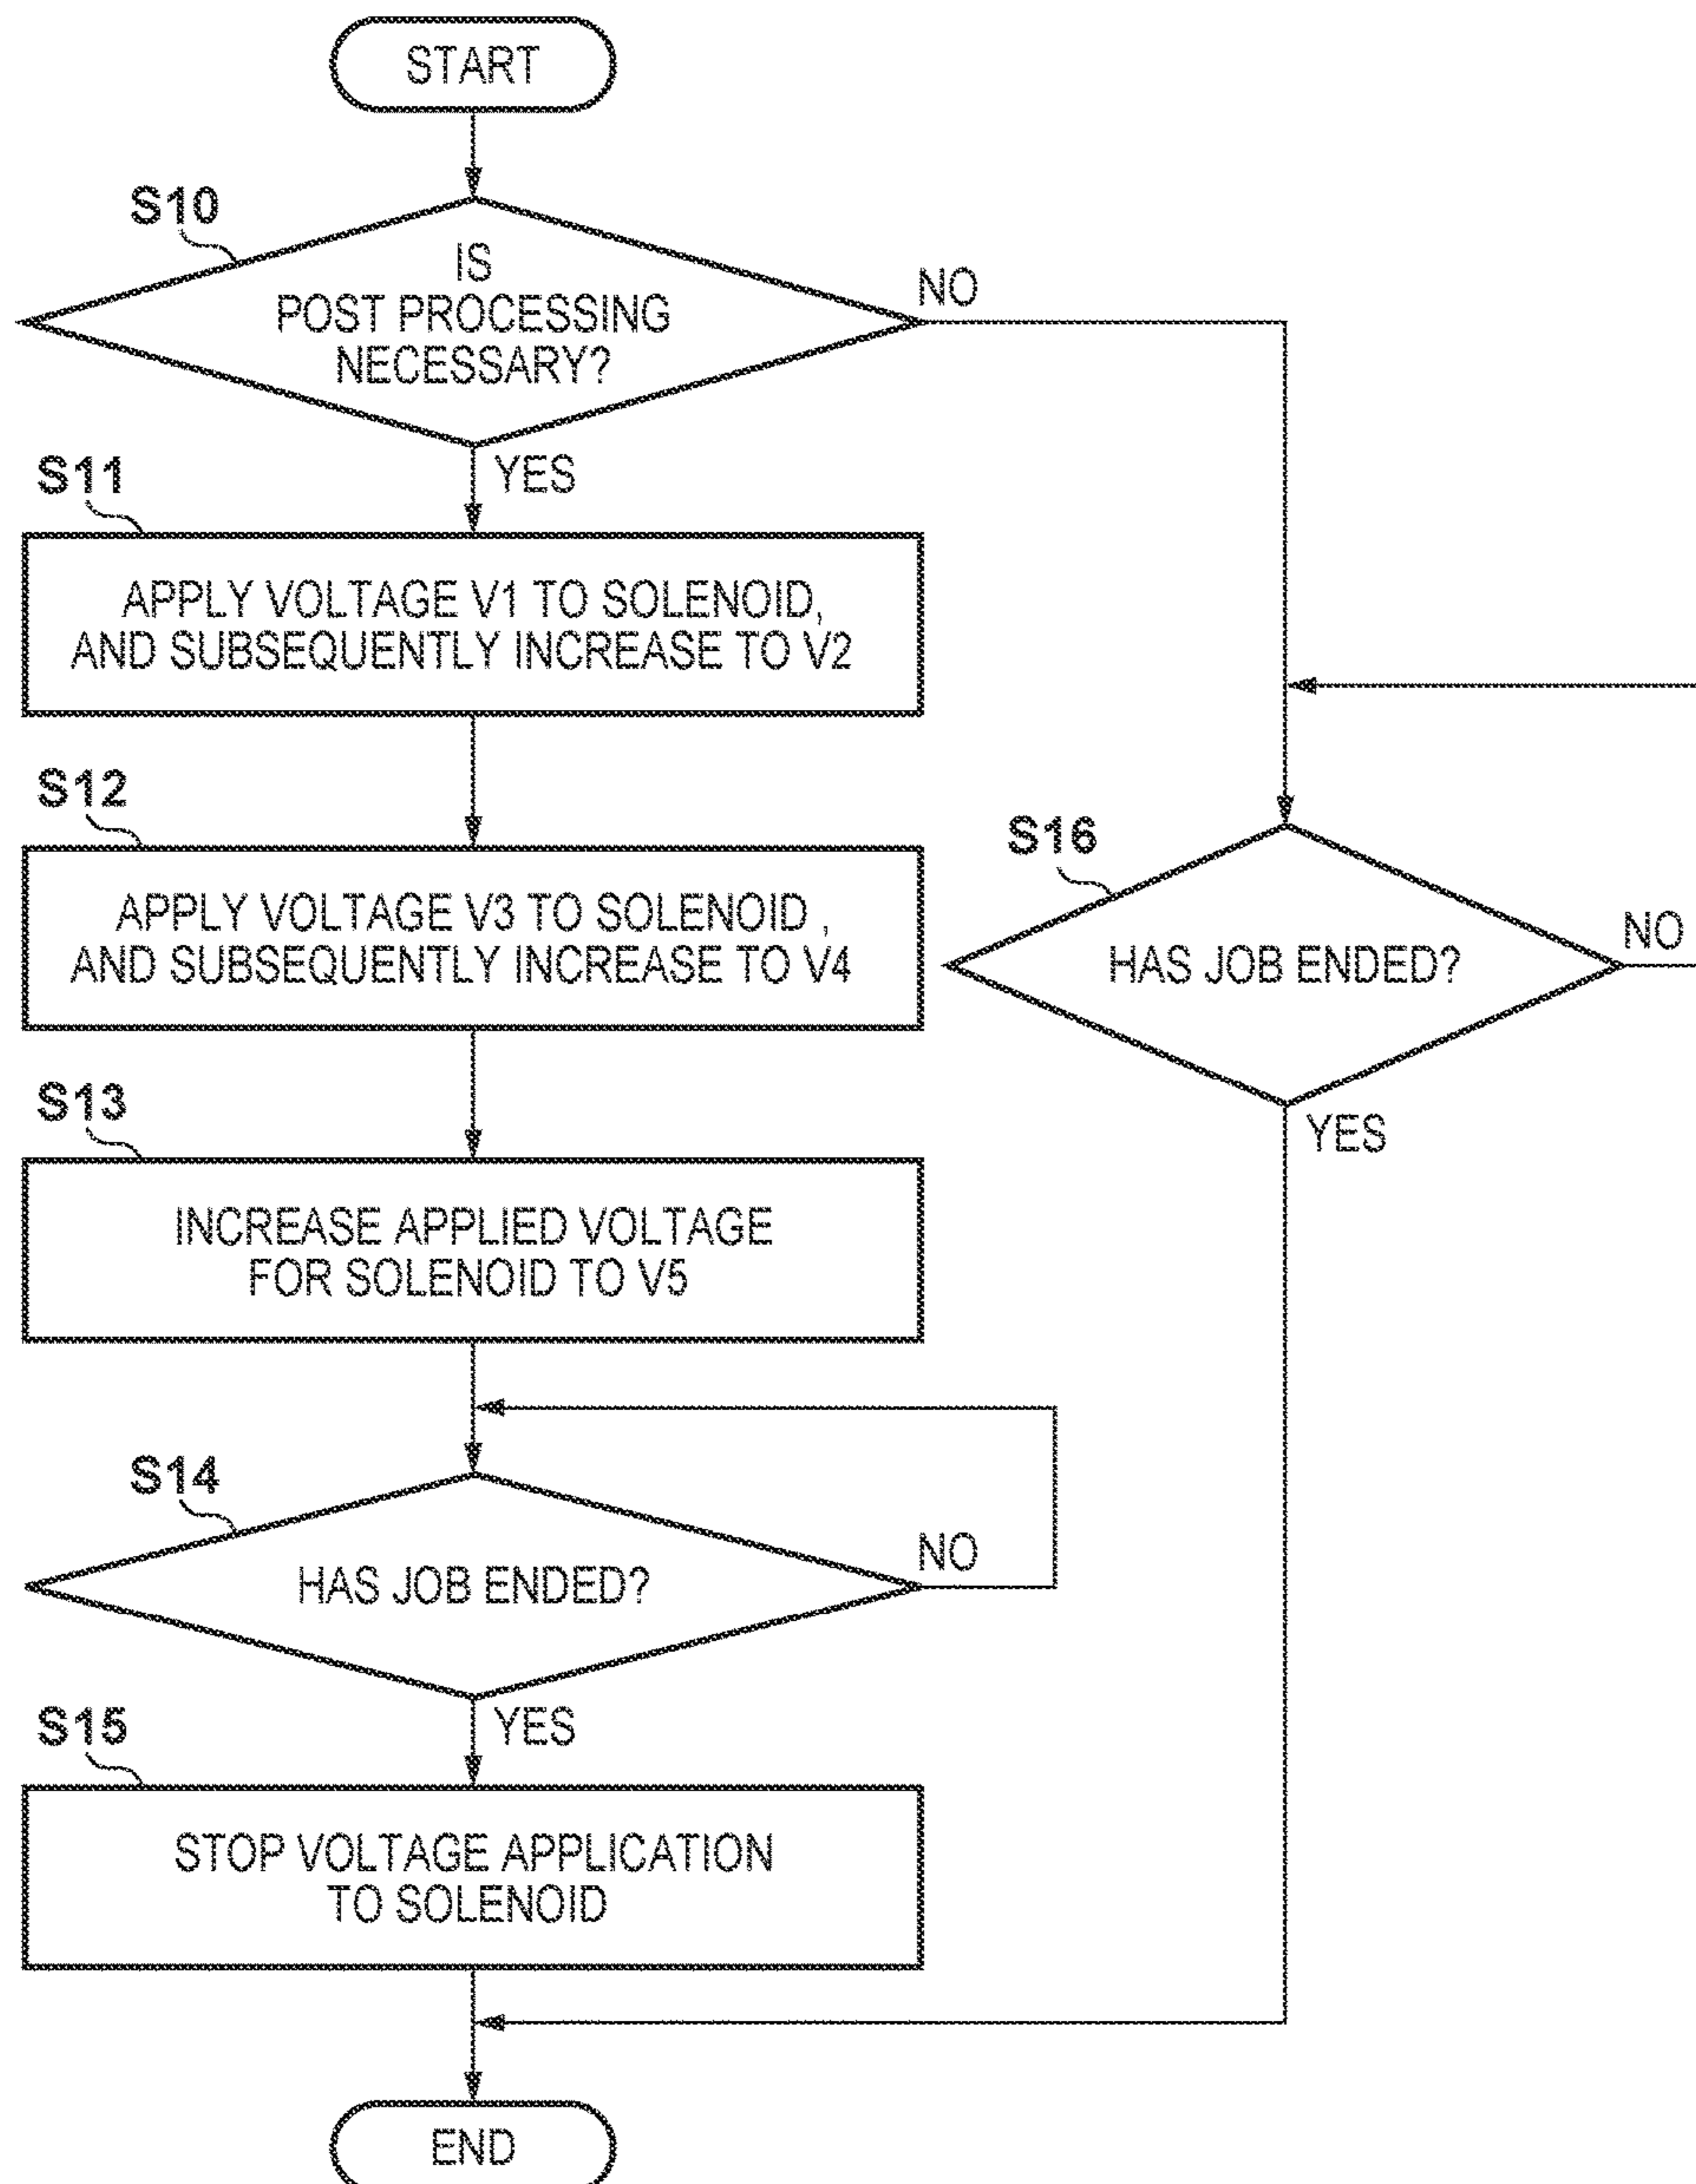 START
S10
IS
POST PROCESSING
NECESSARY?
NO
YES
S11
APPLY VOLTAGE V1 TO SOLENOID,
AND SUBSEQUENTLY INCREASE TO V2
S12
APPLY VOLTAGE V3 TO SOLENOID ,
AND SUBSEQUENTLY INCREASE TO V4
S16
HAS JOB ENDED?
NO
YES
S13
INCREASE APPLIED VOLTAGE
FOR SOLENOID TO V5
S14
HAS JOB ENDED?
NO
YES
S15
STOP VOLTAGE APPLICATION
TO SOLENOID
END